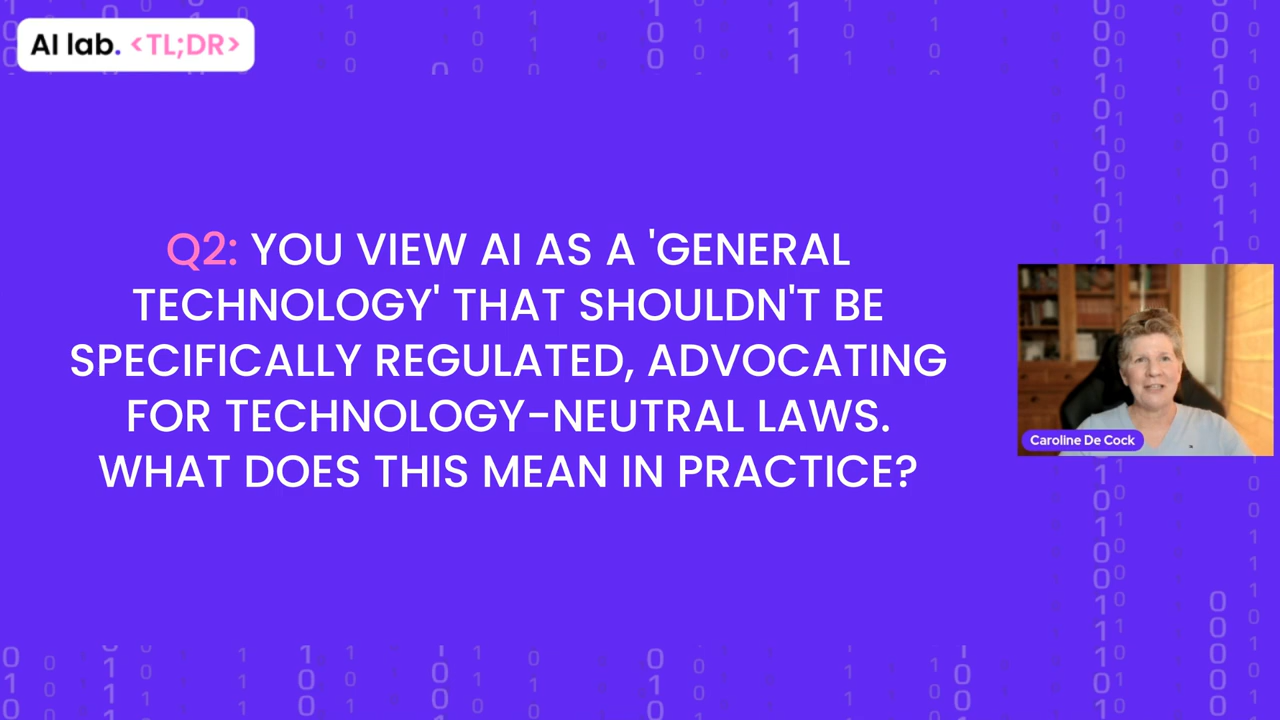 AI lab. <TL;DR>
Q2: YOU VIEW AI AS A 'GENERAL
TECHNOLOGY' THAT SHOULDN'T BE
SPECIFICALLY REGULATED, ADVOCATING
FOR TECHNOLOGY-NEUTRAL LAWS.
WHAT DOES THIS MEAN IN PRACTICE?
Caroline De Cock